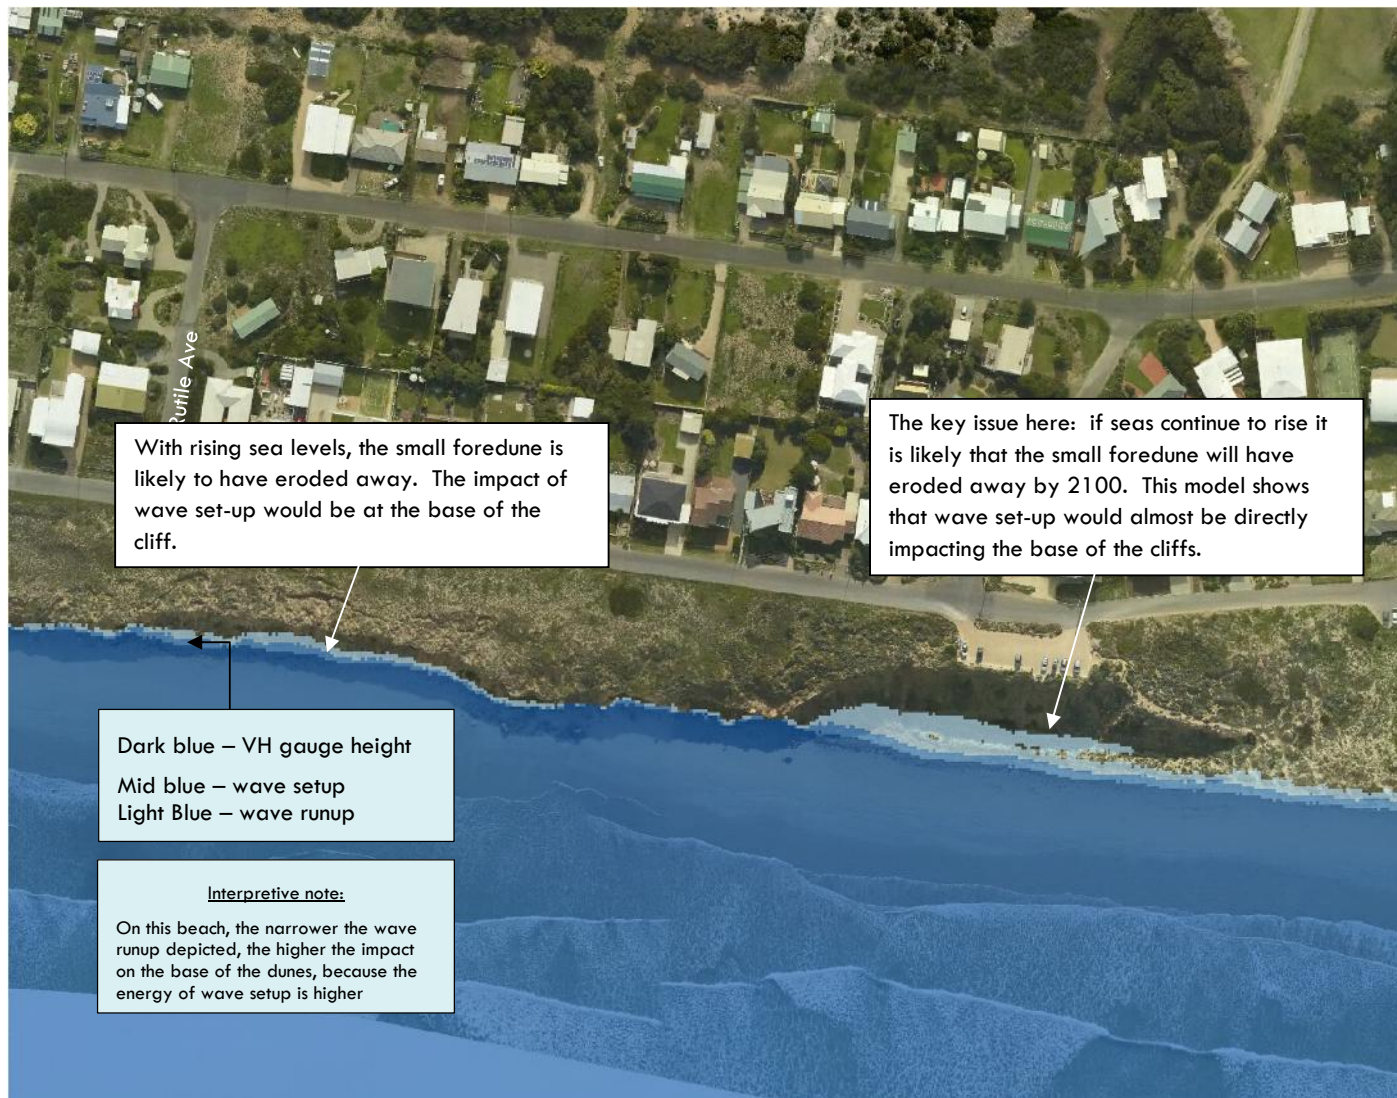 Rutile Ave
With rising sea levels, the small foredune is
likely to have eroded away.  The impact of
wave set-up would be at the base of the
cliff.
The key issue here:  if seas continue to rise it
is likely that the small foredune will have
eroded away by 2100.  This model shows
that wave set-up would almost be directly
impacting the base of the cliffs.
Dark blue – VH gauge height
Mid blue – wave setup
Light Blue – wave runup
Interpretive note:
On this beach, the narrower the wave
runup depicted, the higher the impact
on the base of the dunes, because the
energy of wave setup is higher